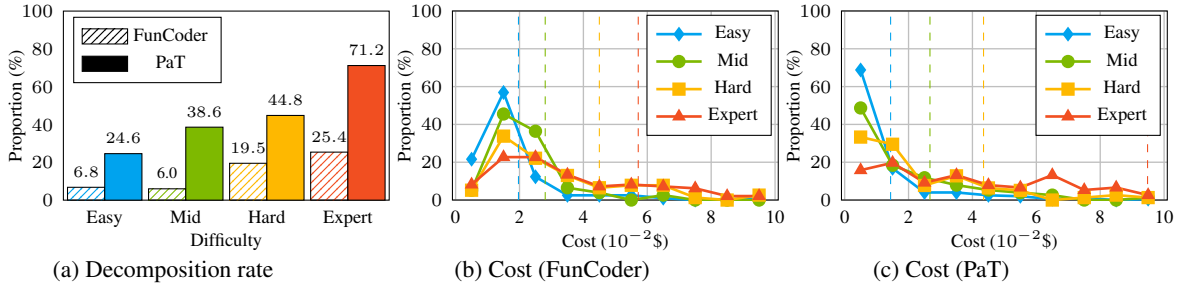 100
80
60
40
20
0
Proportion (%)
FunCoder
PaT
6.8
24.6
6.0
38.6
19.5
44.8
25.4
71.2
Easy
Mid
Hard
Expert
Difficulty
(a) Decomposition rate
100
80
60
40
20
0
Proportion (%)
Easy
Mid
Hard
Expert
0
2
4
6
8
10
Cost (10⁻²$)
(b) Cost (FunCoder)
100
80
60
40
20
0
Proportion (%)
Easy
Mid
Hard
Expert
0
2
4
6
8
10
Cost (10⁻²$)
(c) Cost (PaT)